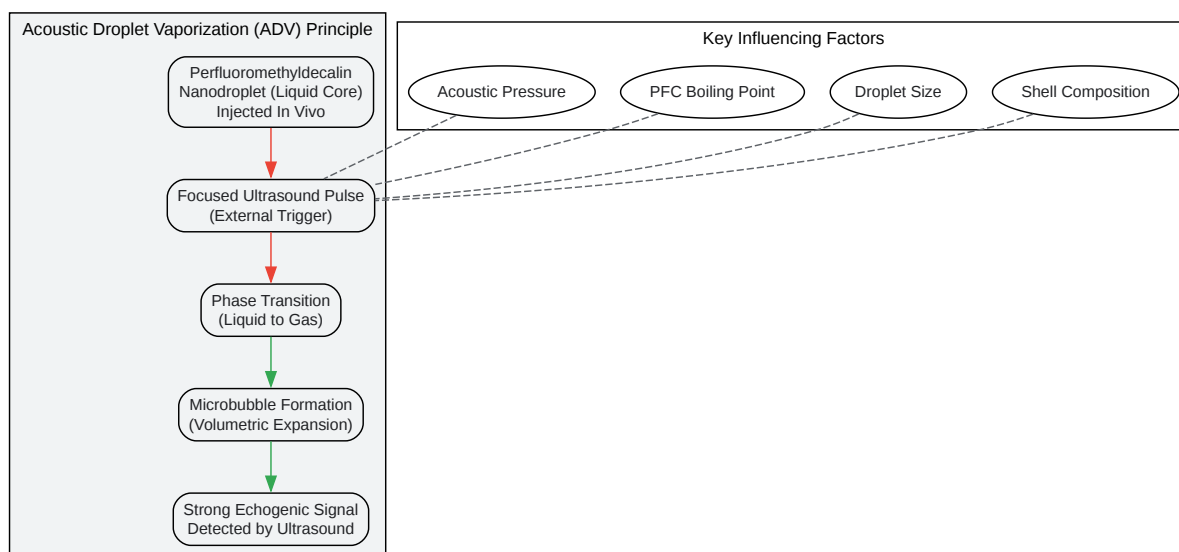 Acoustic Droplet Vaporization (ADV) Principle
Perfluoromethyldecalin
Nanodroplet (Liquid Core)
Injected In Vivo
Focused Ultrasound Pulse
(External Trigger)
Phase Transition
(Liquid to Gas)
Microbubble Formation
(Volumetric Expansion)
Strong Echogenic Signal
Detected by Ultrasound
Key Influencing Factors
Acoustic Pressure
PFC Boiling Point
Droplet Size
Shell Composition